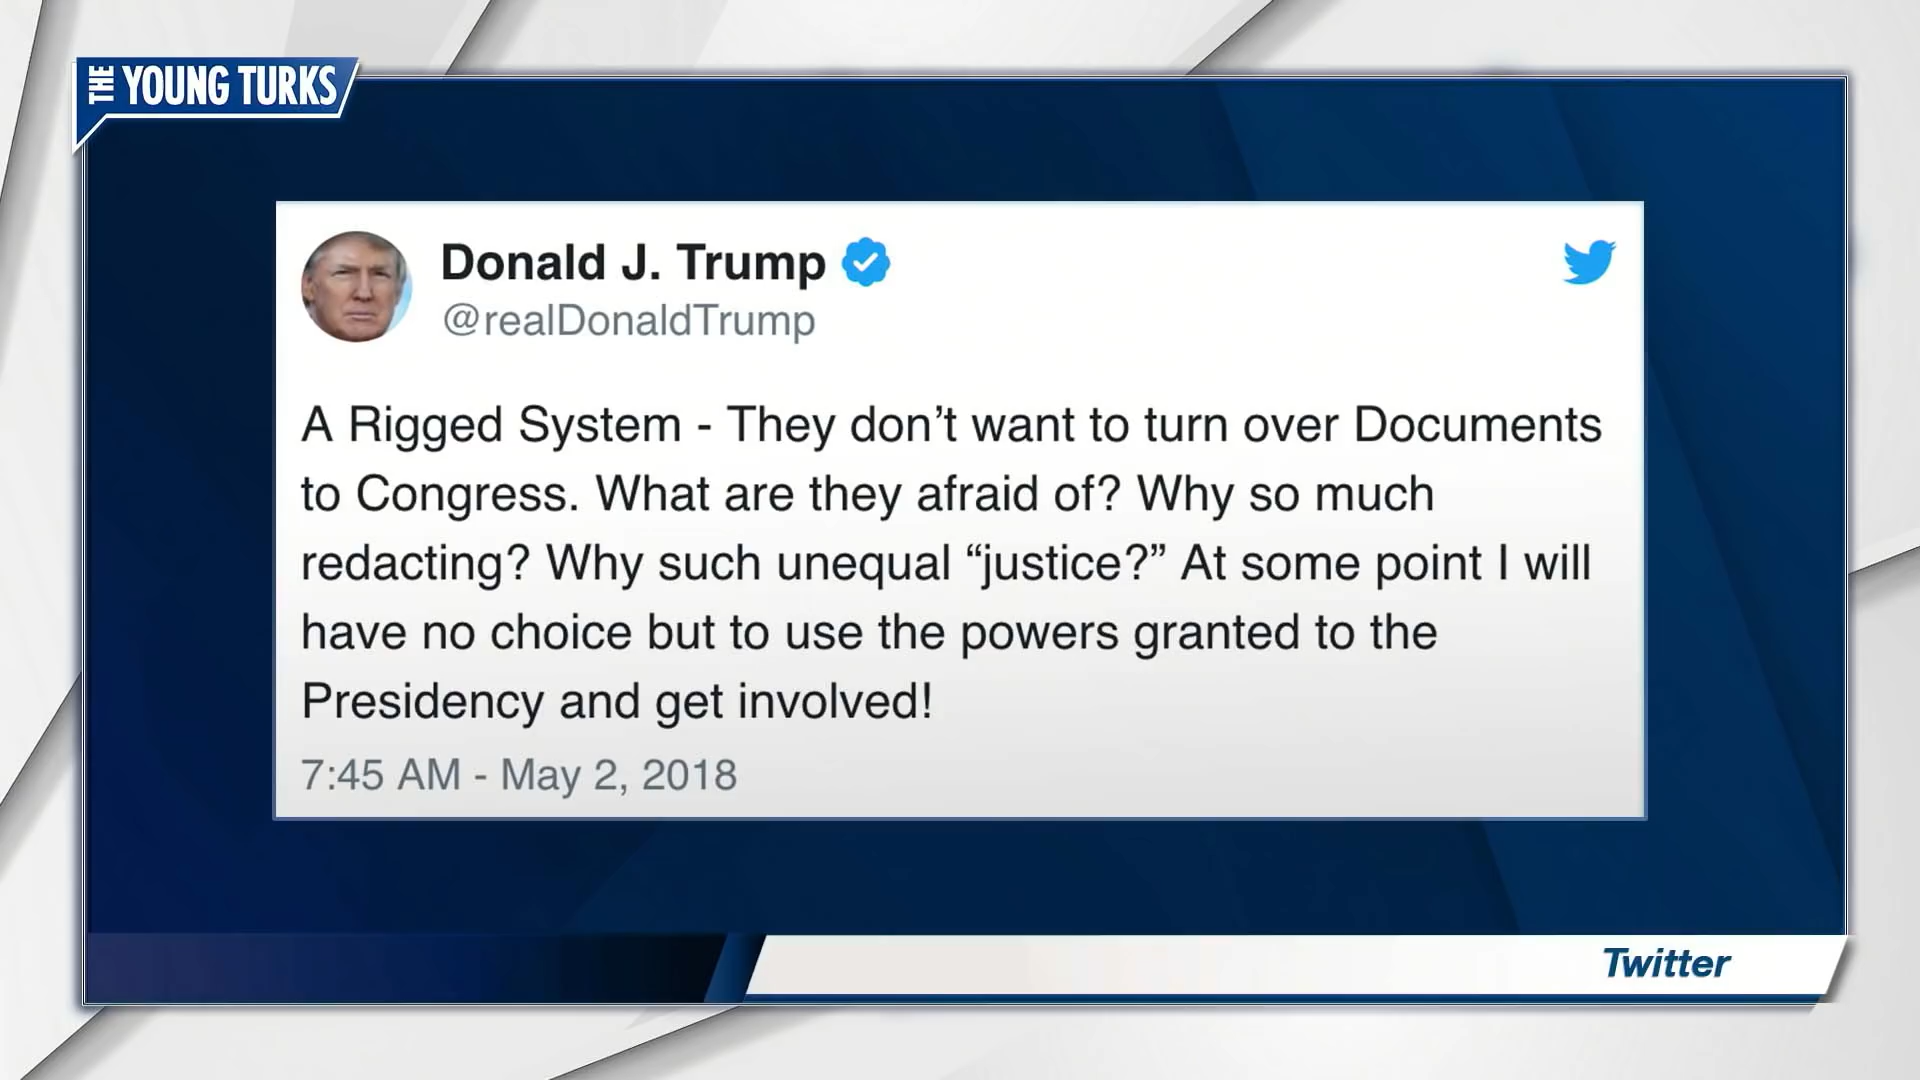 THE YOUNG TURKS
Donald J. Trump
@realDonaldTrump
A Rigged System - They don’t want to turn over Documents
to Congress. What are they afraid of? Why so much
redacting? Why such unequal “justice?” At some point I will
have no choice but to use the powers granted to the
Presidency and get involved!
7:45 AM - May 2, 2018
Twitter